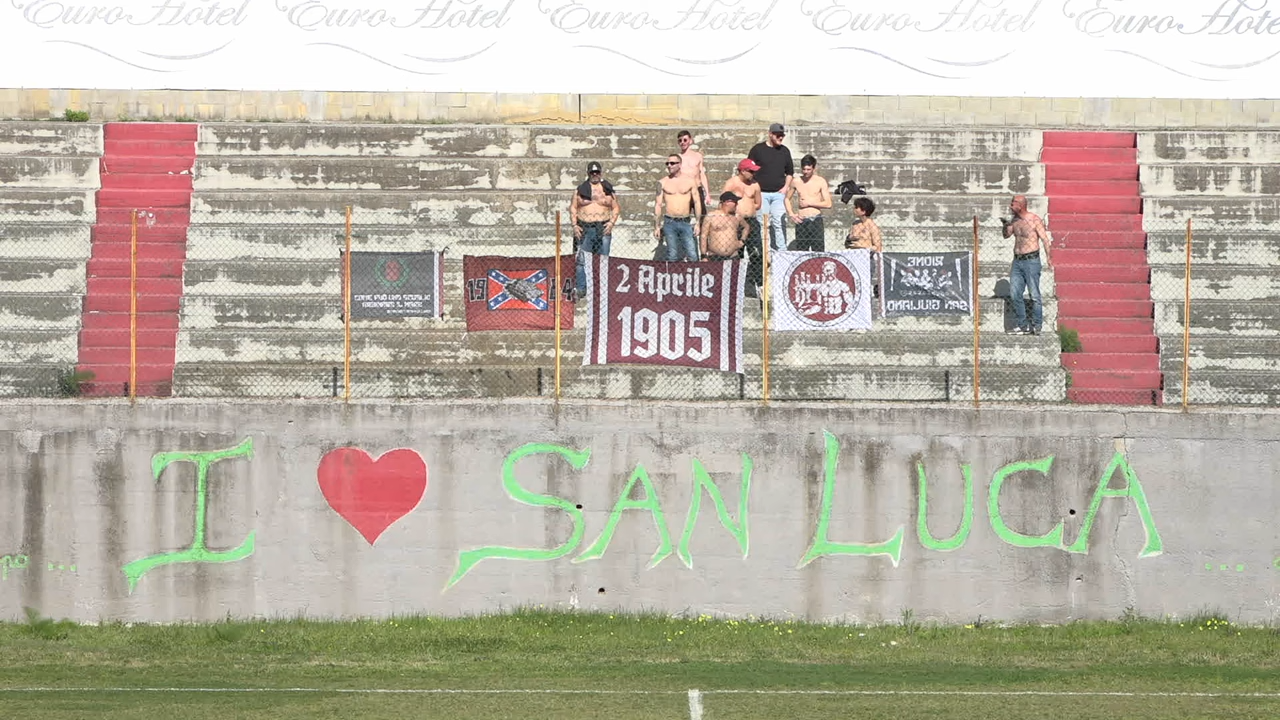 Euro Hotel Euro Hotel Euro Hotel Euro Hotel Euro Hotel
2 Aprile
1905
RIONE
SAN GIULIANO
I ❤ SAN LUCA ...